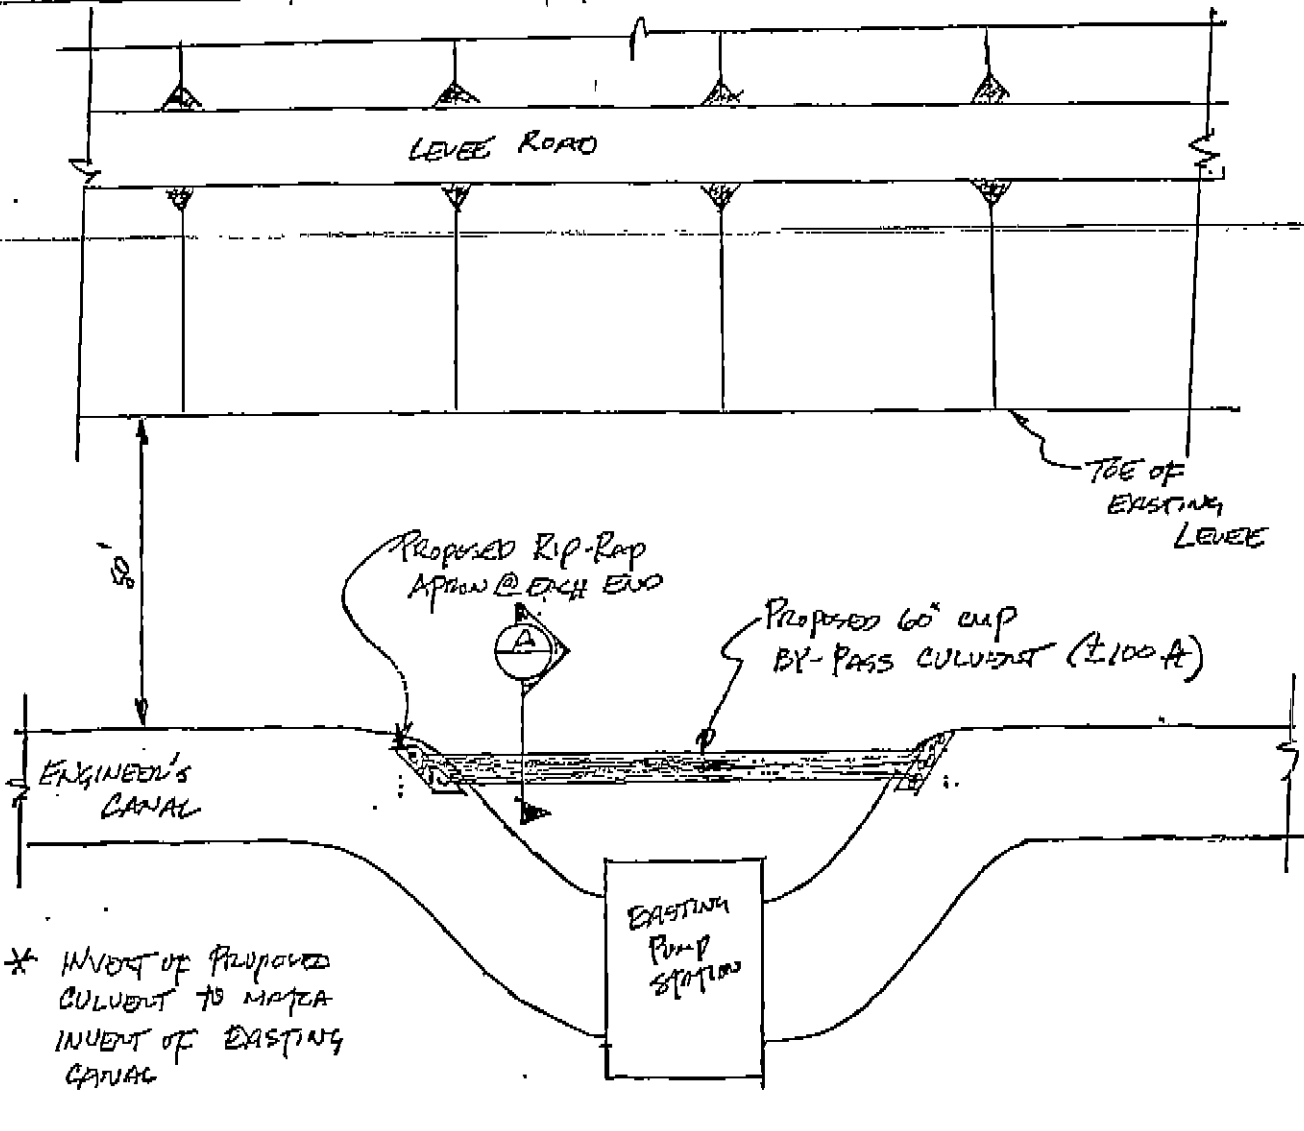 LEVEE ROAD
TOE OF
EXISTING
LEVEE
PROPOSED RIP-RAP
APRON @ EACH END
A
PROPOSED 60" CMP
BY-PASS CULVERT (±100 ft)
ENGINEER'S
CANAL
EXISTING
PUMP
STATION
* INVERT OF PROPOSED
CULVERT TO MATCH
INVERT OF EXISTING
CANAL